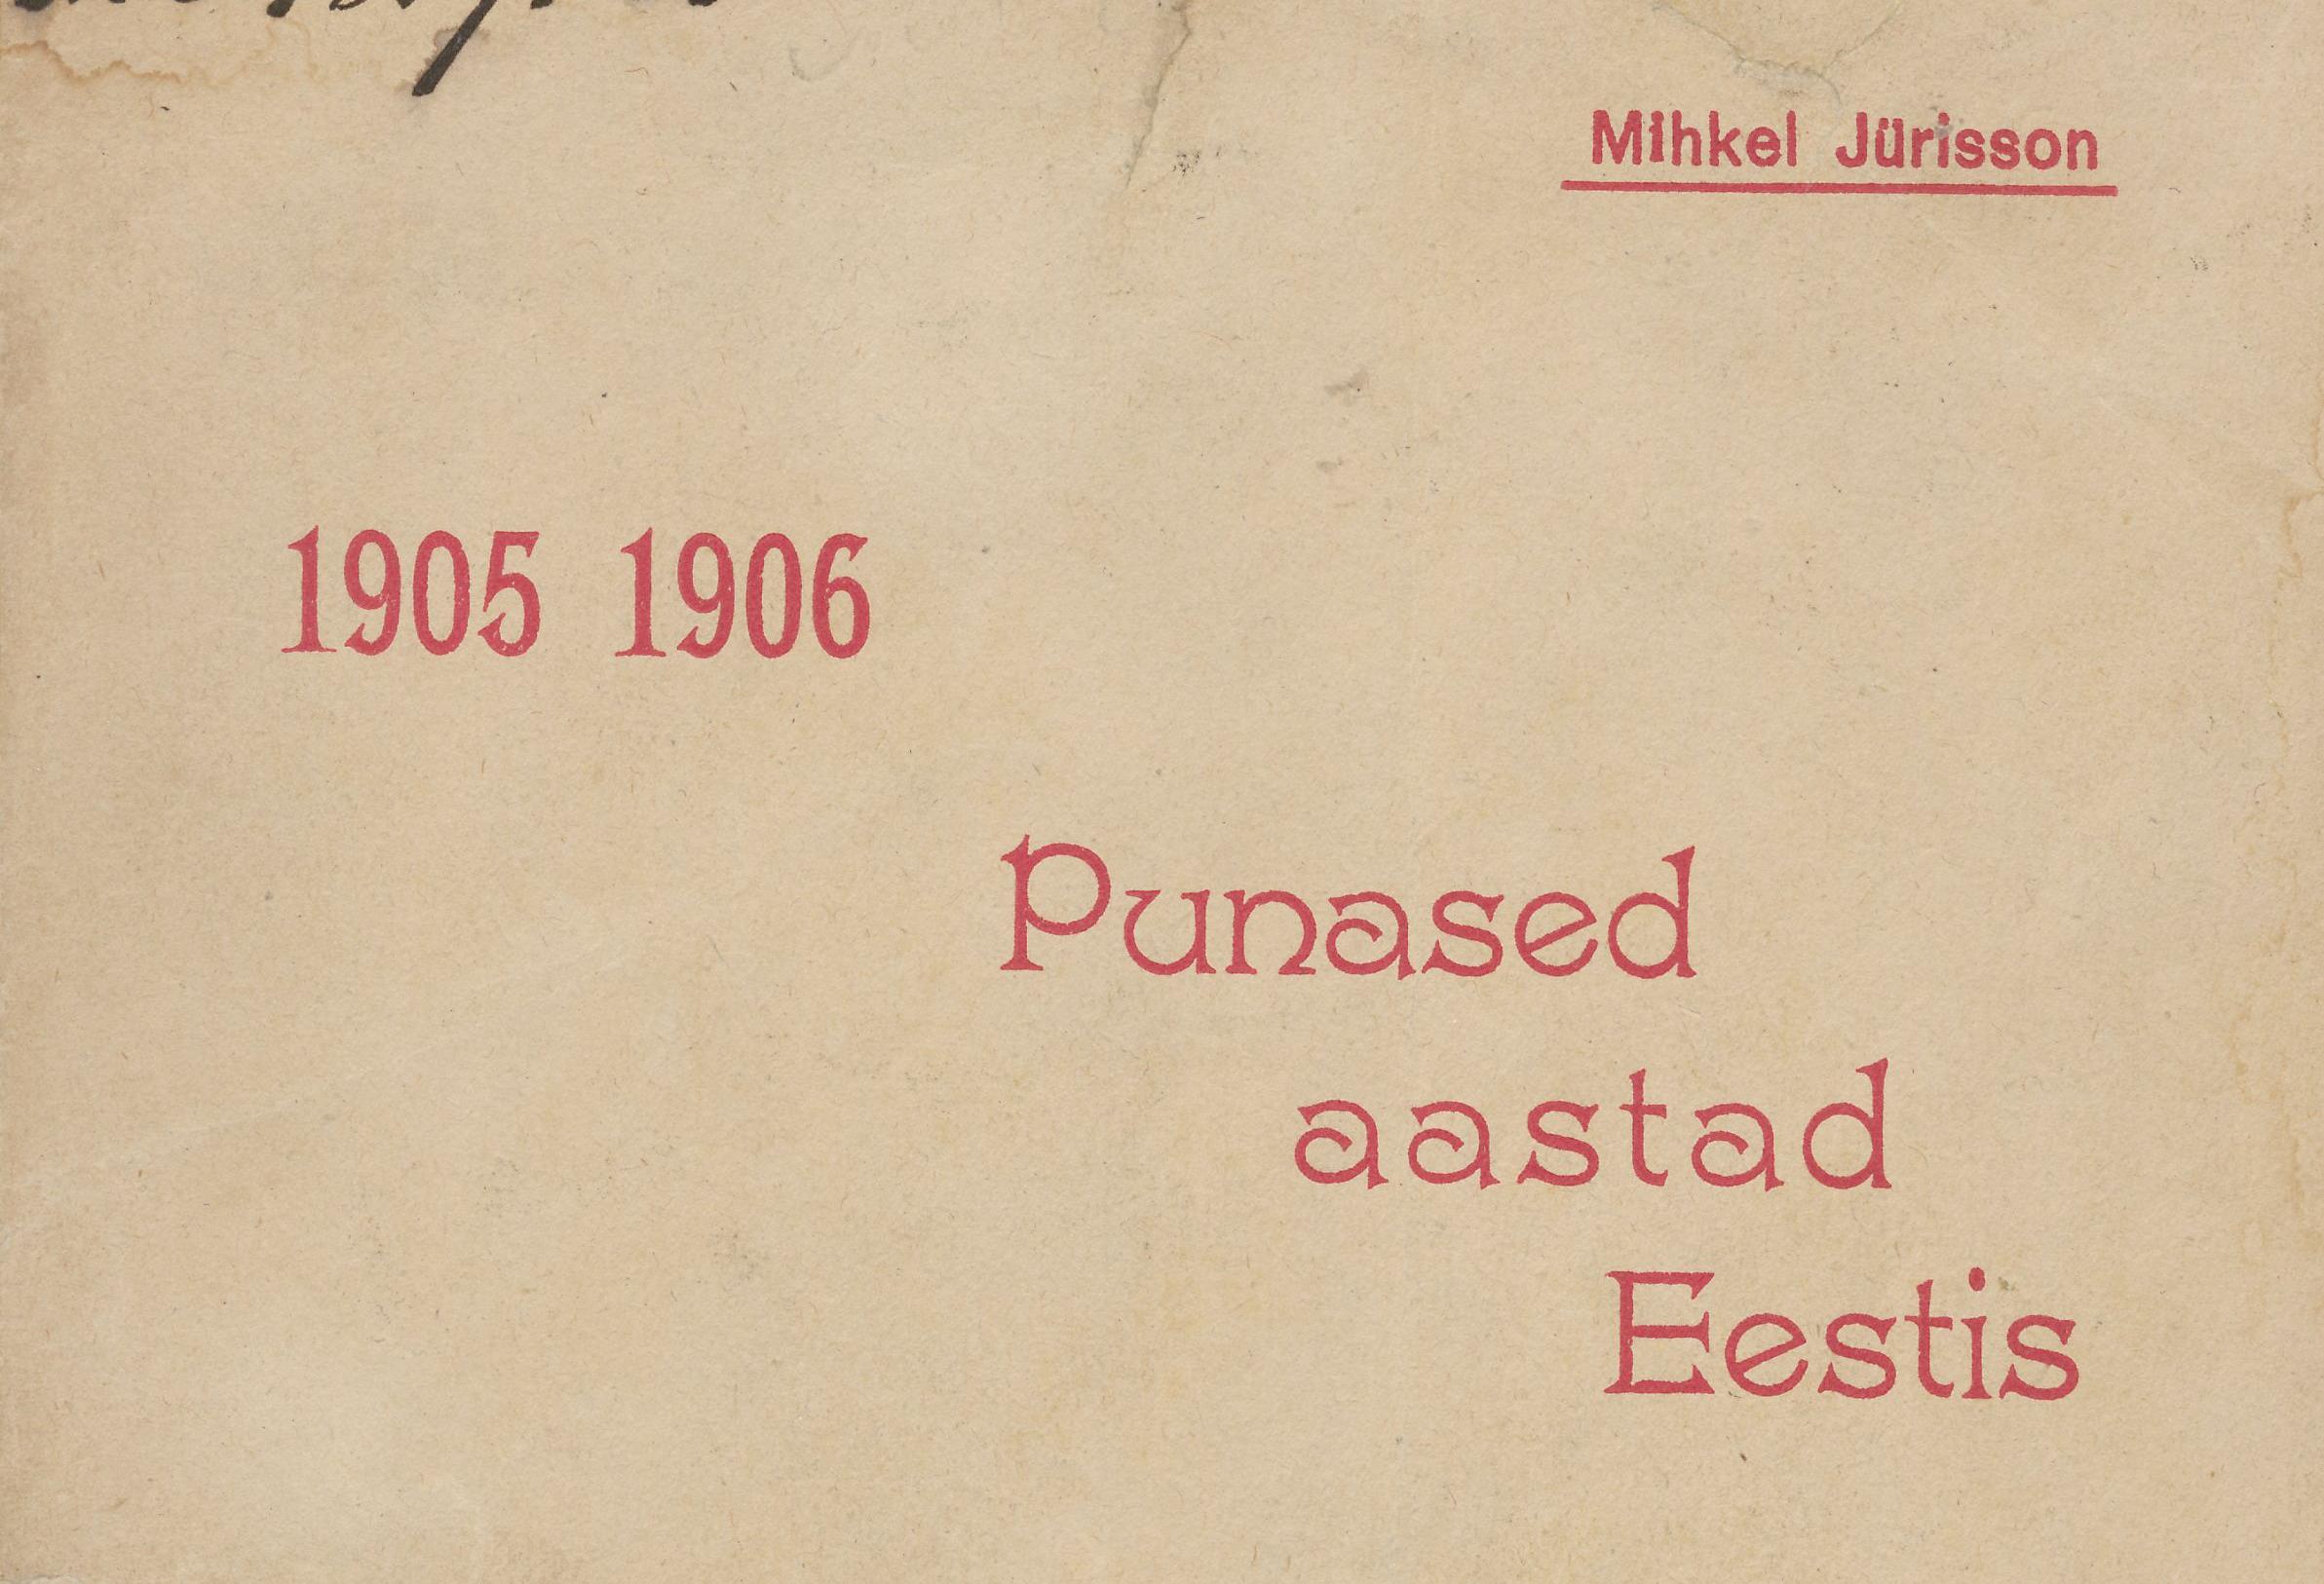 Mihkel Jürisson
1905 1906
Punased
aastad
Eestis